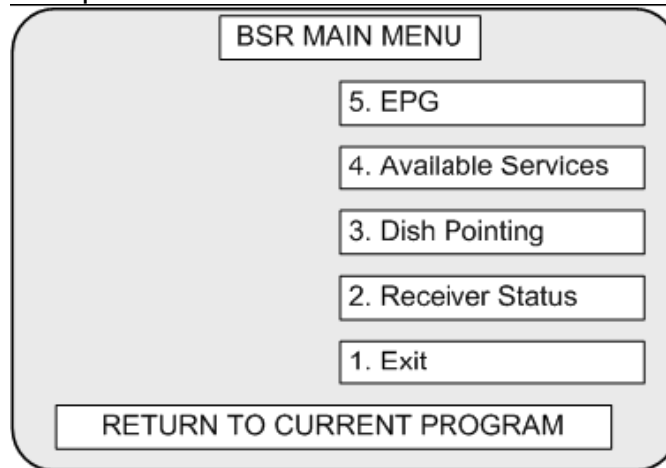 BSR MAIN MENU
5. EPG
4. Available Services
3. Dish Pointing
2. Receiver Status
1. Exit
RETURN TO CURRENT PROGRAM